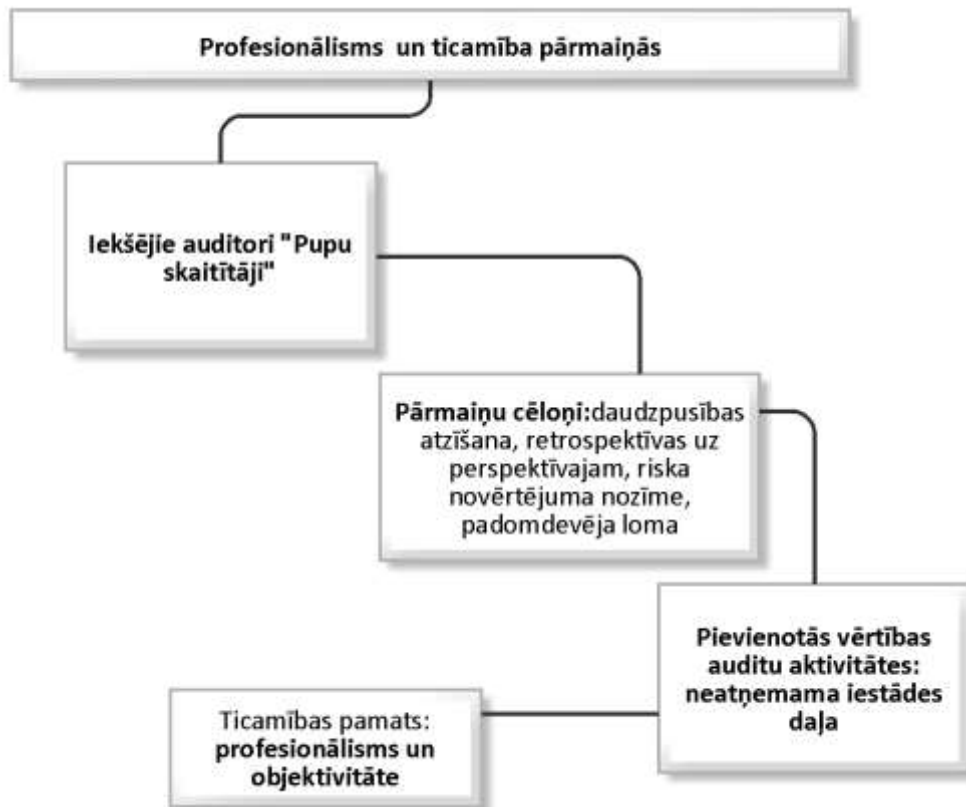 Profesionālisms un ticamība pārmaiņās
Iekšējie auditori "Pupu
skaitītāji"
Pārmaiņu cēloņi:daudzpusības
atzīšana, retrospektīvas uz
perspektīvajam, riska
novērtējuma nozīme,
padomdevēja loma
Pievienotās vērtības
auditu aktivitātes:
neatņemama iestādes
daļa
Ticamības pamats:
profesionālisms un
objektivitāte